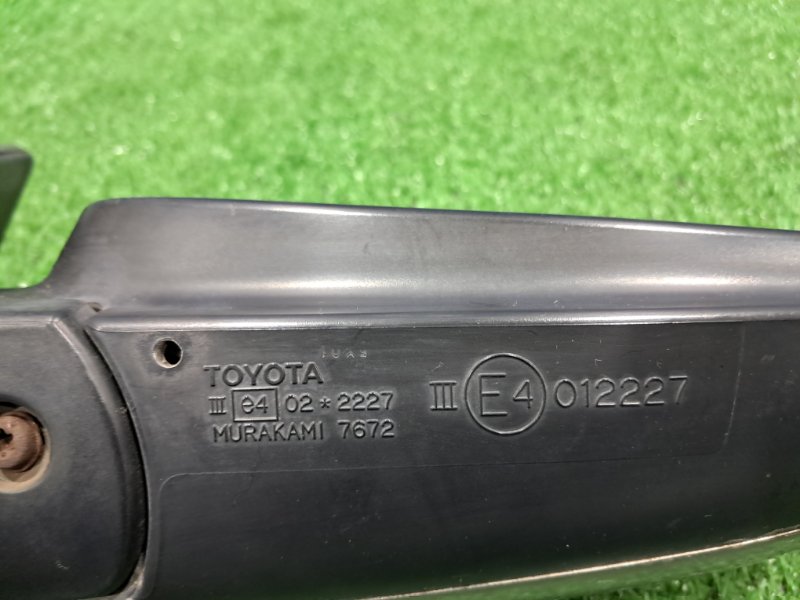 TOYOTA
III e4 02 * 2227
MURAKAMI 7672
III E4 012227